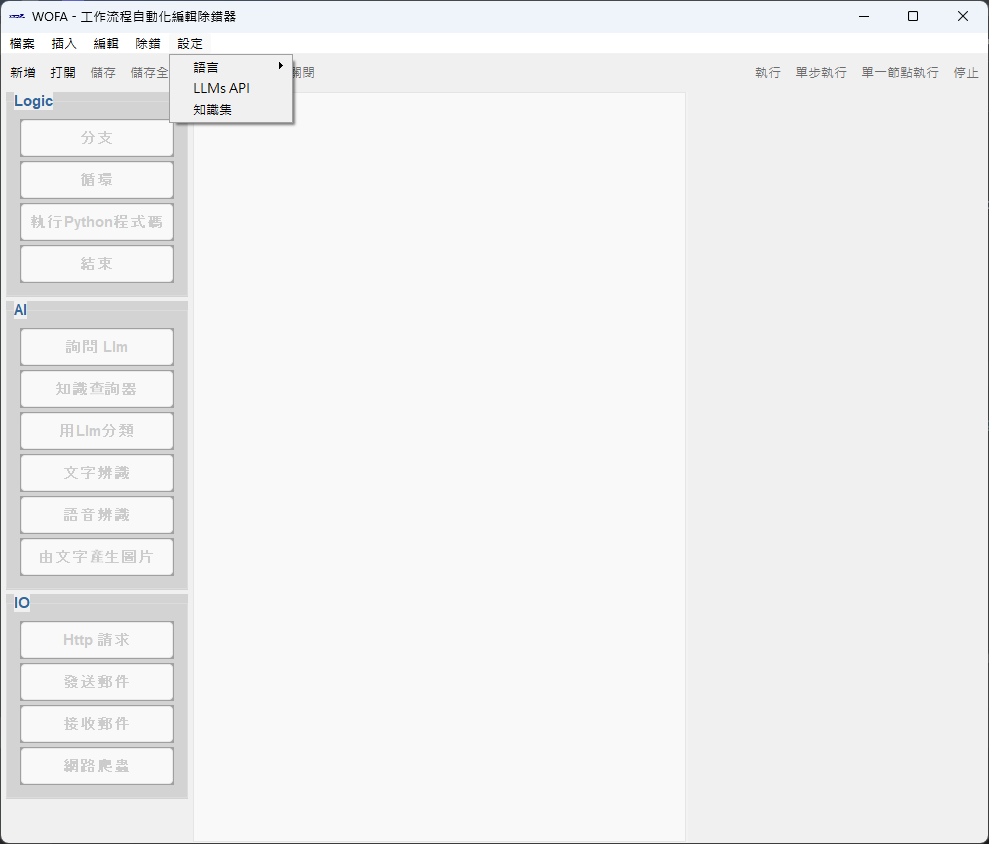 WOFA - 工作流程自動化編輯除錯器
檔案 插入 編輯 除錯 設定
新增 打開 儲存 儲存全 關閉 執行 單步執行 單一節點執行 停止
語言
LLMs API
知識集
Logic
分支
循環
執行Python程式碼
結束
AI
詢問 Llm
知識查詢器
用Llm分類
文字辨識
語音辨識
由文字產生圖片
IO
Http 請求
發送郵件
接收郵件
網路爬蟲